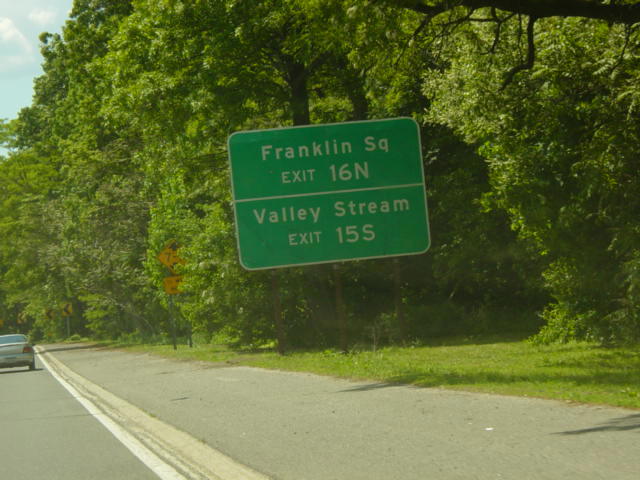 Franklin Sq
EXIT 16N
Valley Stream
EXIT 15S